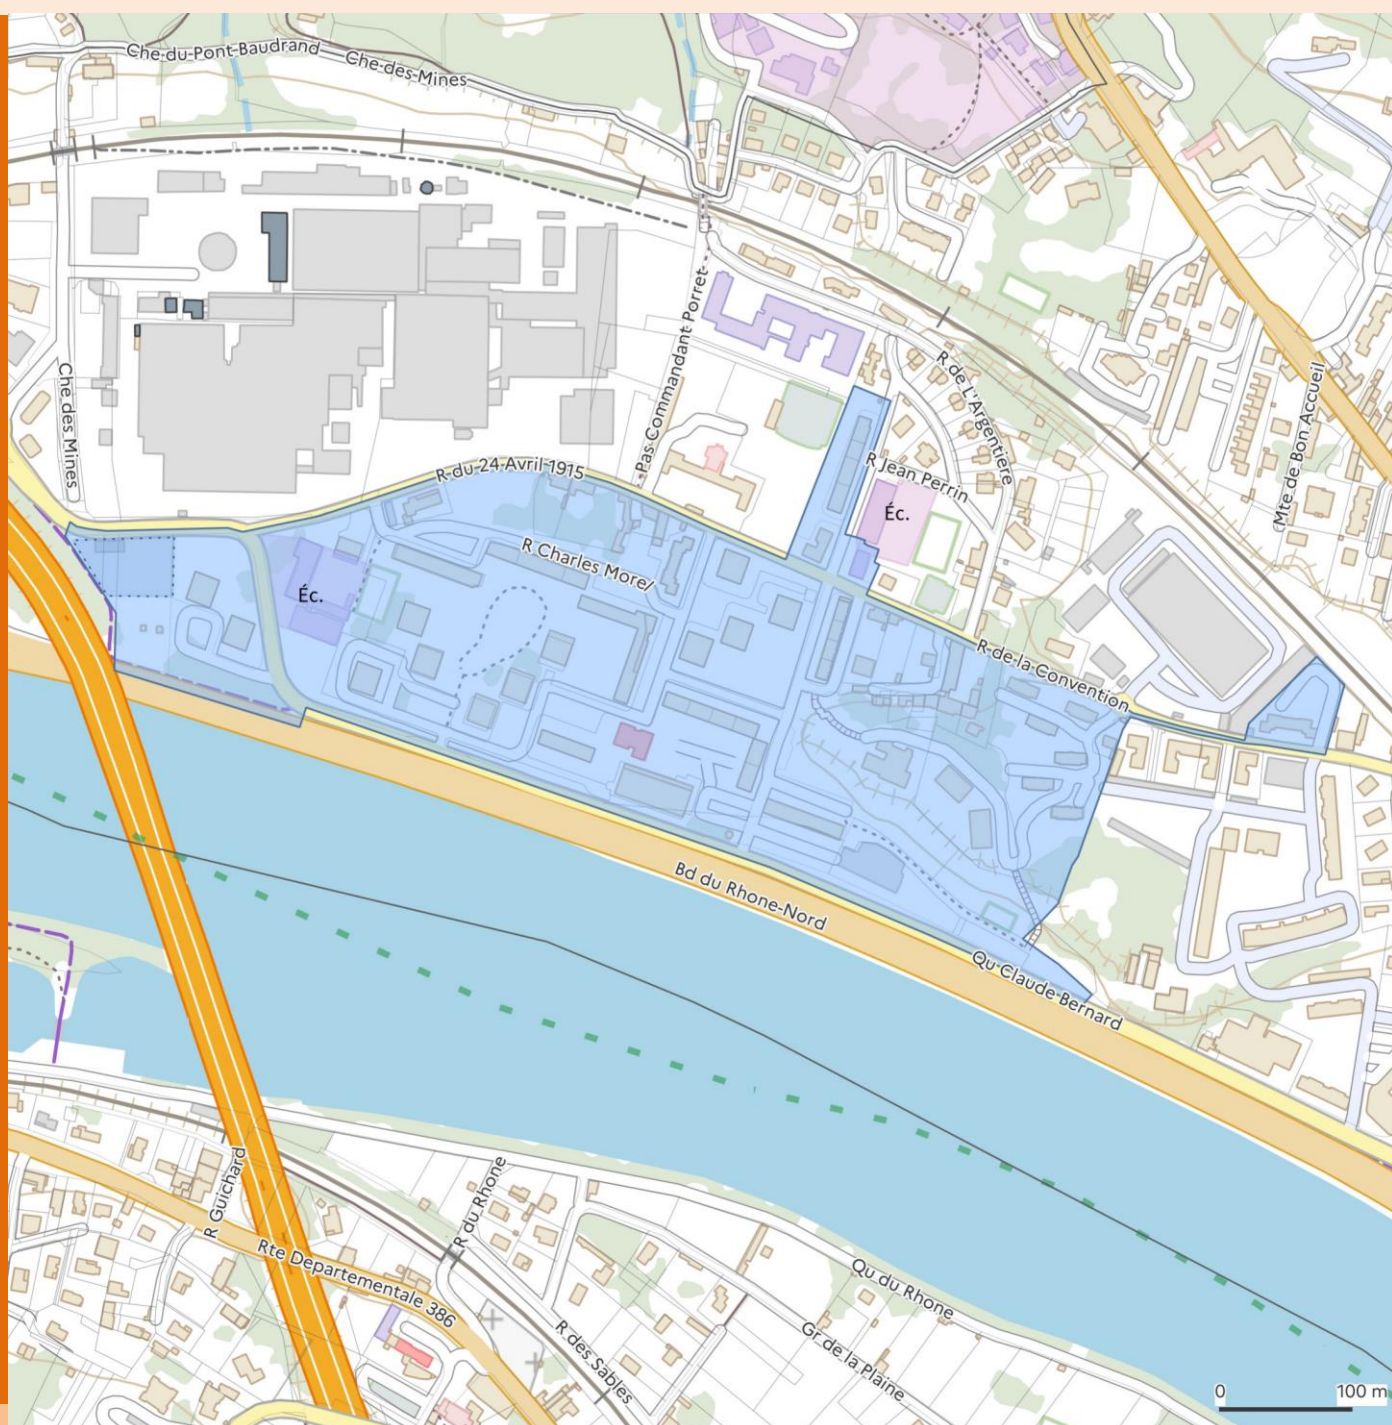 Che du Pont Baudrand
Che des Mines
Che des Mines
Pas Commandant Porret
R de L'Argentiere
Mte de Bon Accueil
R du 24 Avril 1915
R Jean Perrin
Éc.
R Charles Morel
Éc.
R de la Convention
Bd du Rhone-Nord
Qu Claude Bernard
R Guichard
R du Rhone
Rte Departementale 386
Qu du Rhone
R des Sables
Gr de la Plaine
0 100 m